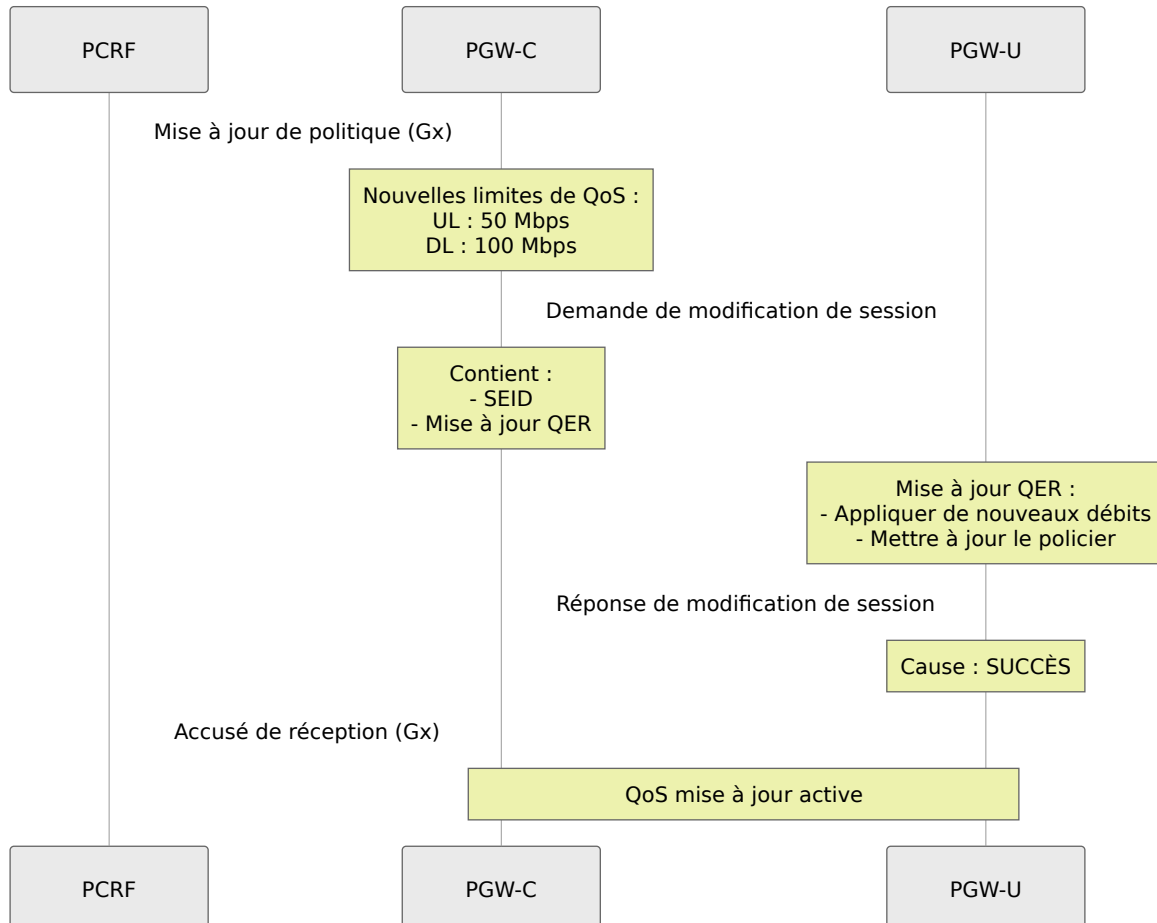 PCRF
PGW-C
PGW-U
Mise à jour de politique (Gx)
Nouvelles limites de QoS :
UL : 50 Mbps
DL : 100 Mbps
Demande de modification de session
Contient :
- SEID
- Mise à jour QER
Mise à jour QER :
- Appliquer de nouveaux débits
- Mettre à jour le policier
Réponse de modification de session
Cause : SUCCÈS
Accusé de réception (Gx)
QoS mise à jour active
PCRF
PGW-C
PGW-U